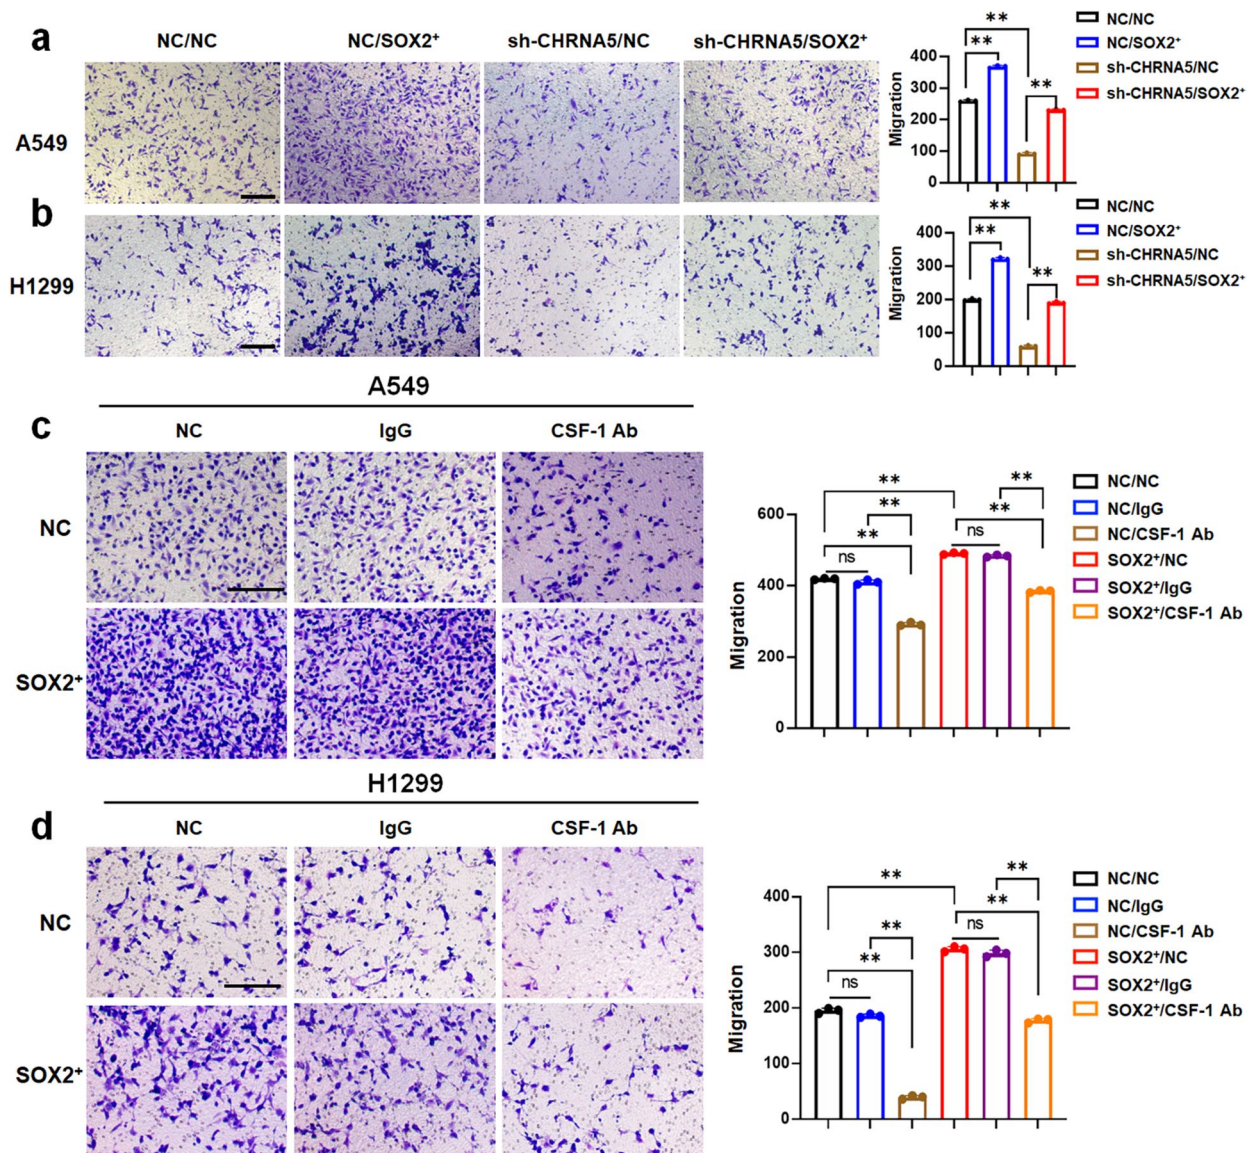 a
NC/NC
NC/SOX2⁺
sh-CHRNA5/NC
sh-CHRNA5/SOX2⁺
A549
Migration
400
300
200
100
0
**
**
**
NC/NC
NC/SOX2⁺
sh-CHRNA5/NC
sh-CHRNA5/SOX2⁺
b
H1299
Migration
400
300
200
100
0
**
**
**
NC/NC
NC/SOX2⁺
sh-CHRNA5/NC
sh-CHRNA5/SOX2⁺
A549
c
NC
IgG
CSF-1 Ab
NC
SOX2⁺
Migration
600
400
200
0
**
**
**
ns
**
**
ns
NC/NC
NC/IgG
NC/CSF-1 Ab
SOX2⁺/NC
SOX2⁺/IgG
SOX2⁺/CSF-1 Ab
H1299
d
NC
IgG
CSF-1 Ab
NC
SOX2⁺
Migration
400
300
200
100
0
**
**
**
ns
**
**
ns
NC/NC
NC/IgG
NC/CSF-1 Ab
SOX2⁺/NC
SOX2⁺/IgG
SOX2⁺/CSF-1 Ab